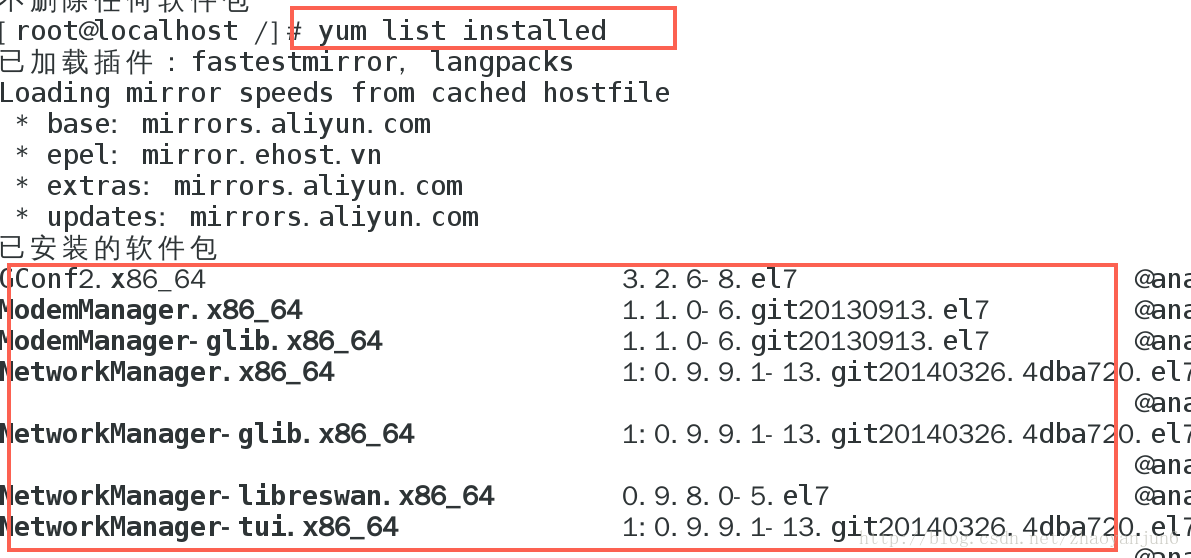 不删除任何软件包
[root@localhost /]# yum list installed
已加载插件：fastestmirror, langpacks
Loading mirror speeds from cached hostfile
 * base: mirrors.aliyun.com
 * epel: mirror.ehost.vn
 * extras: mirrors.aliyun.com
 * updates: mirrors.aliyun.com
已安装的软件包
GConf2.x86_64 3.2.6-8.el7 @ana
ModemManager.x86_64 1.1.0-6.git20130913.el7 @ana
ModemManager-glib.x86_64 1.1.0-6.git20130913.el7 @ana
NetworkManager.x86_64 1:0.9.9.1-13.git20140326.4dba720.el7
@ana
NetworkManager-glib.x86_64 1:0.9.9.1-13.git20140326.4dba720.el7
@ana
NetworkManager-libreswan.x86_64 0.9.8.0-5.el7 @ana
NetworkManager-tui.x86_64 1:0.9.9.1-13.git20140326.4dba720.el7
http://blog.csdn.net/zhaoyanjun6
@ana